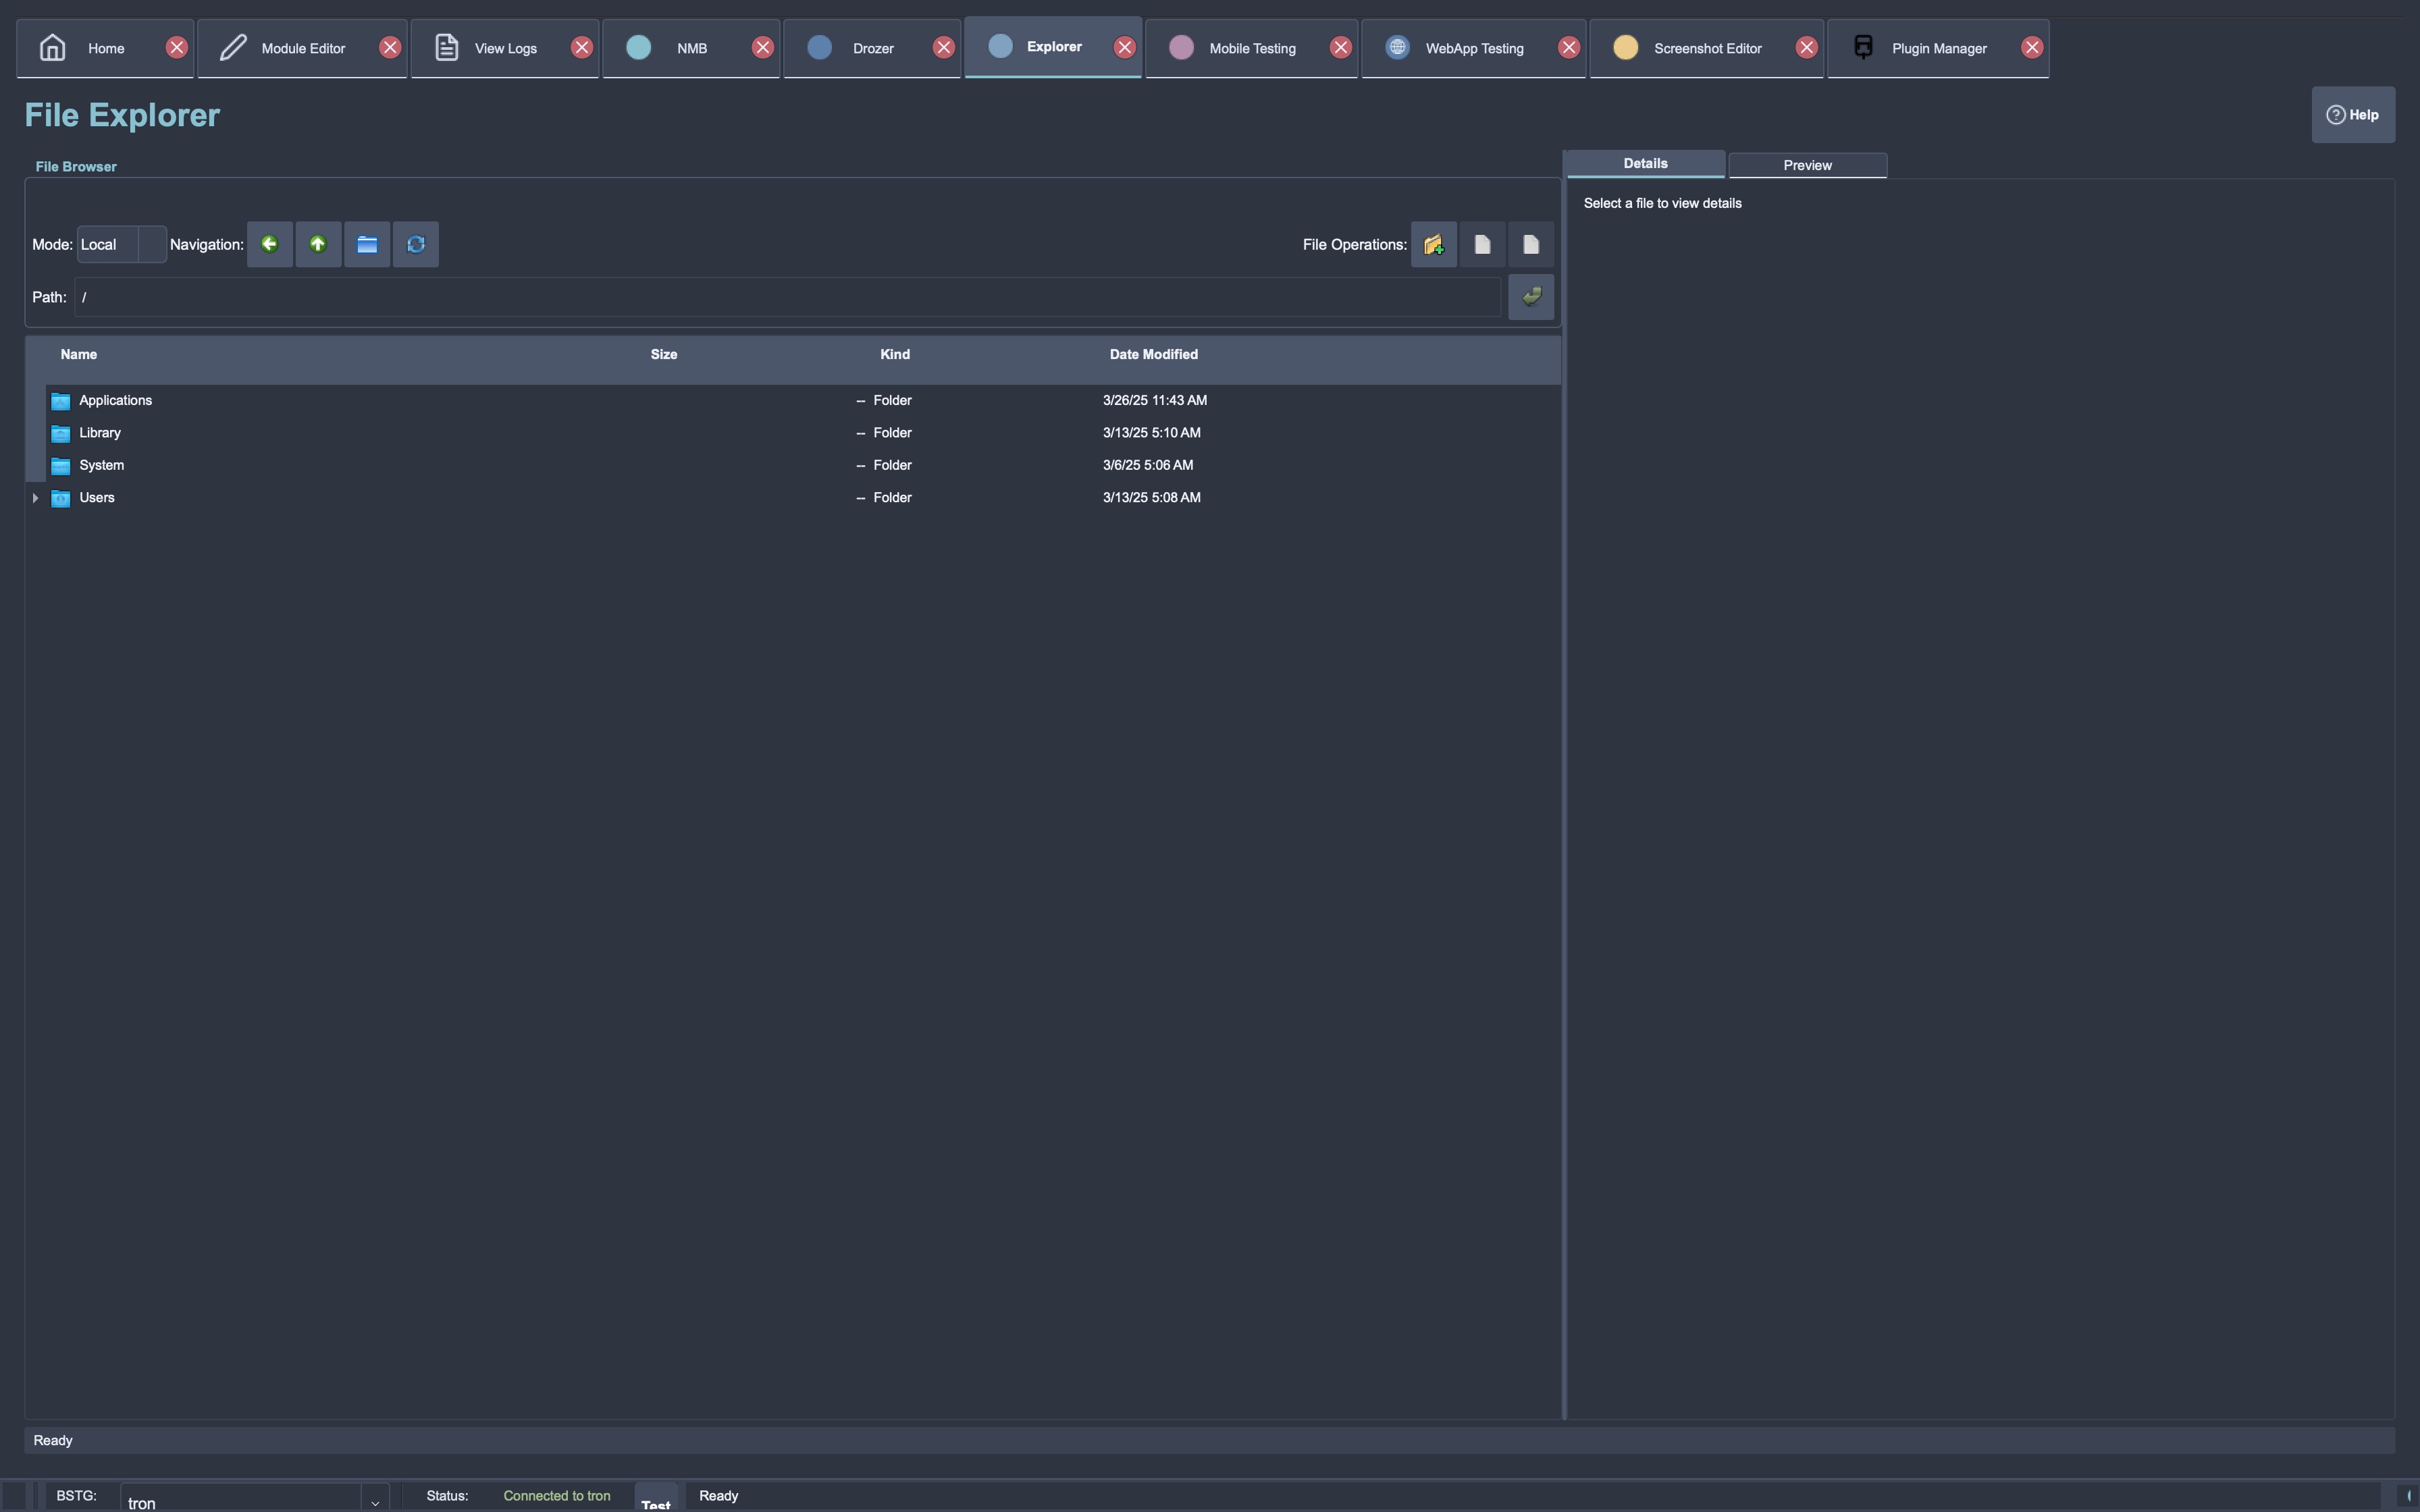 Home
Module Editor
View Logs
NMB
Drozer
Explorer
Mobile Testing
WebApp Testing
Screenshot Editor
Plugin Manager
File Explorer
Help
File Browser
Details
Preview
Select a file to view details
Mode: Local Navigation: File Operations:
Path: /
Name Size Kind Date Modified
Applications -- Folder 3/26/25 11:43 AM
Library -- Folder 3/13/25 5:10 AM
System -- Folder 3/6/25 5:06 AM
Users -- Folder 3/13/25 5:08 AM
Ready
BSTG: tron Status: Connected to tron Test Ready